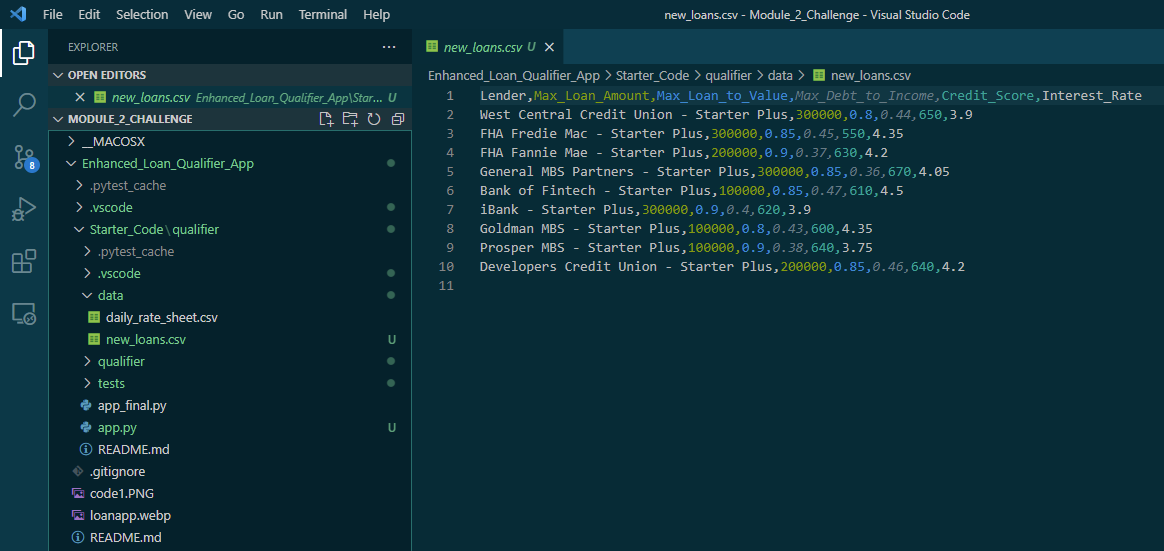 File Edit Selection View Go Run Terminal Help
new_loans.csv - Module_2_Challenge - Visual Studio Code
EXPLORER
OPEN EDITORS
new_loans.csv Enhanced_Loan_Qualifier_App\Star... U
MODULE_2_CHALLENGE
__MACOSX
Enhanced_Loan_Qualifier_App
.pytest_cache
.vscode
Starter_Code\qualifier
.pytest_cache
.vscode
data
daily_rate_sheet.csv
new_loans.csv U
qualifier
tests
app_final.py
app.py U
README.md
.gitignore
code1.PNG
loanapp.webp
README.md
8
new_loans.csv U
Enhanced_Loan_Qualifier_App > Starter_Code > qualifier > data > new_loans.csv
1 Lender,Max_Loan_Amount,Max_Loan_to_Value,Max_Debt_to_Income,Credit_Score,Interest_Rate
2 West Central Credit Union - Starter Plus,300000,0.8,0.44,650,3.9
3 FHA Fredie Mac - Starter Plus,300000,0.85,0.45,550,4.35
4 FHA Fannie Mae - Starter Plus,200000,0.9,0.37,630,4.2
5 General MBS Partners - Starter Plus,300000,0.85,0.36,670,4.05
6 Bank of Fintech - Starter Plus,100000,0.85,0.47,610,4.5
7 iBank - Starter Plus,300000,0.9,0.4,620,3.9
8 Goldman MBS - Starter Plus,100000,0.8,0.43,600,4.35
9 Prosper MBS - Starter Plus,100000,0.9,0.38,640,3.75
10 Developers Credit Union - Starter Plus,200000,0.85,0.46,640,4.2
11